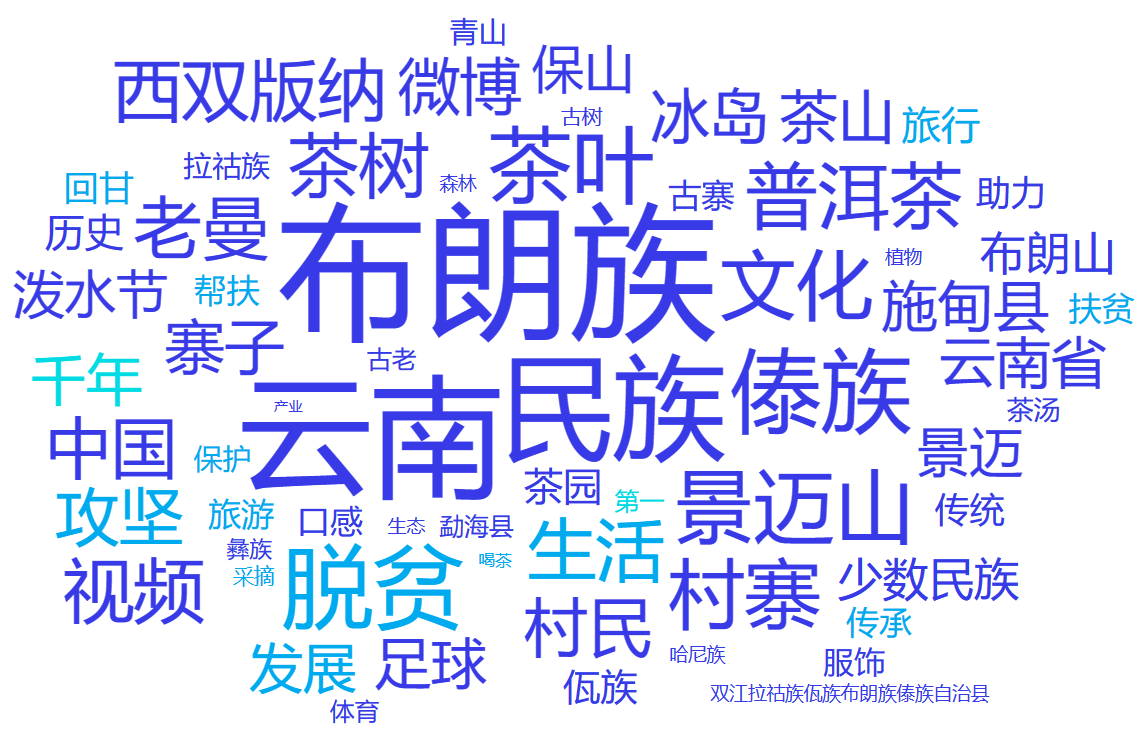 青山
西双版纳
微博
保山
冰岛
茶山
旅行
古树
茶树
茶叶
拉祜族
森林
回甘
古寨
普洱茶
助力
历史
老曼
布朗族
文化
植物
布朗山
泼水节
帮扶
施甸县
扶贫
寨子
古老
云南省
千年
云南
民族
傣族
产业
茶汤
中国
保护
景迈
茶园
景迈山
攻坚
旅游
口感
生态
勐海县
第一
传统
彝族
喝茶
生活
采摘
视频
脱贫
村寨
少数民族
村民
传承
发展
足球
哈尼族
服饰
佤族
双江拉祜族佤族布朗族傣族自治县
体育